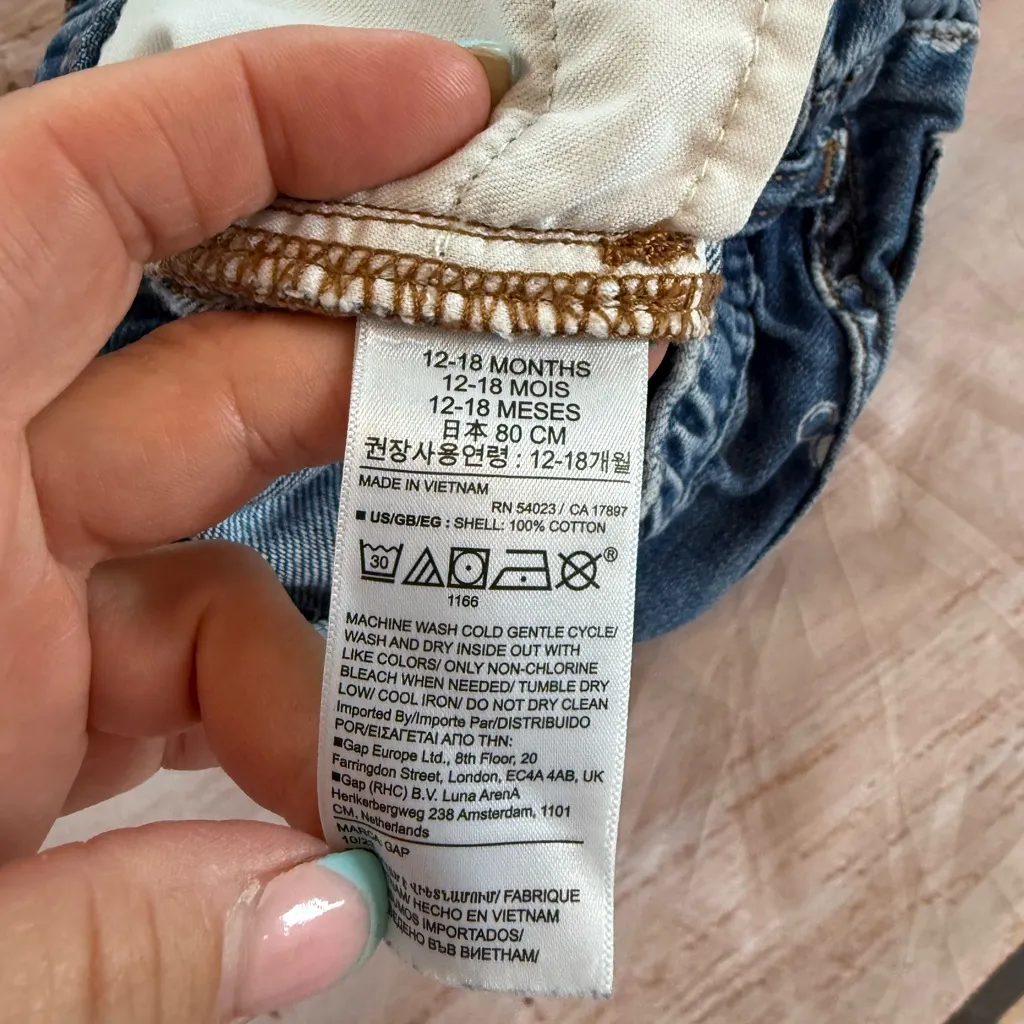 12-18 MONTHS
12-18 MOIS
12-18 MESES
日本 80 CM
권장사용연령 : 12-18개월
MADE IN VIETNAM
RN 54023 / CA 17897
■ US/GB/EG : SHELL: 100% COTTON
30
®
1166
MACHINE WASH COLD GENTLE CYCLE/
WASH AND DRY INSIDE OUT WITH
LIKE COLORS/ ONLY NON-CHLORINE
BLEACH WHEN NEEDED/ TUMBLE DRY
LOW/ COOL IRON/ DO NOT DRY CLEAN
Imported By/Importe Par/DISTRIBUIDO
POR/ΕΙΣΑΓΕΤΑΙ ΑΠΟ ΤΗΝ:
■Gap Europe Ltd., 8th Floor, 20
Farringdon Street, London, EC4A 4AB, UK
■Gap (RHC) B.V. Luna ArenA
Herikerbergweg 238 Amsterdam, 1101
CM, Netherlands
MARCA GAP
ՎԻԵՏՆԱՄՈՒՄ/ FABRIQUE
HECHO EN VIETNAM
IMPORTADOS/
ВЪВ ВИЕТНАМ/